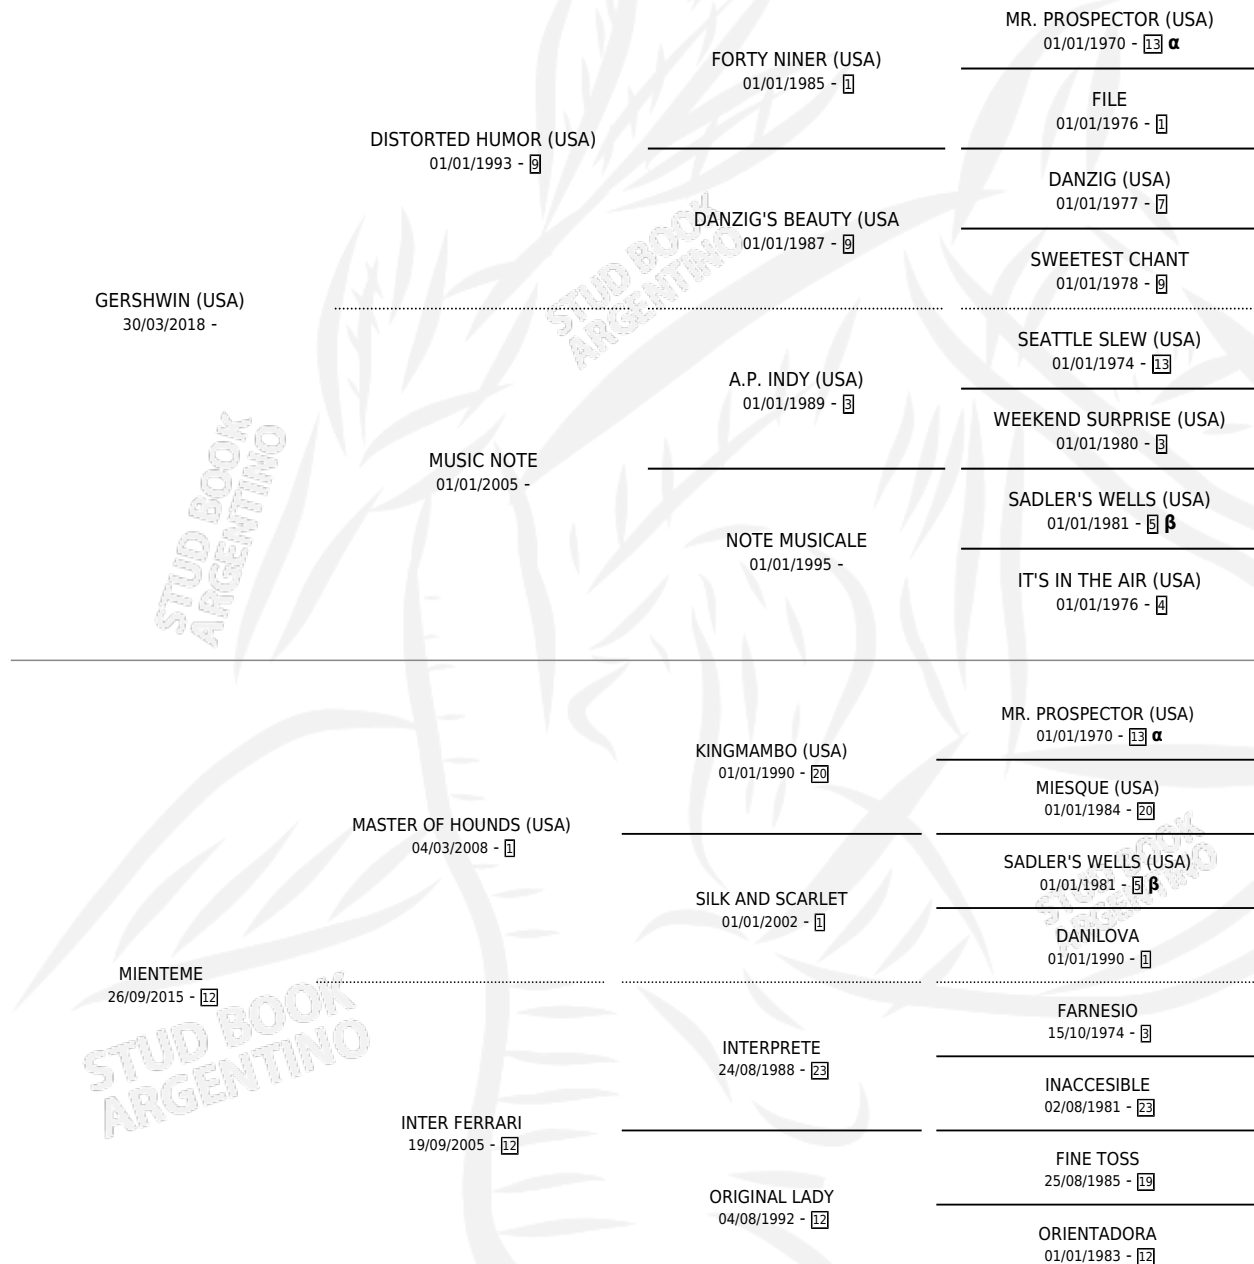 MR. PROSPECTOR (USA)
01/01/1970 - 13 α
FORTY NINER (USA)
01/01/1985 - 1
FILE
01/01/1976 - 1
DISTORTED HUMOR (USA)
01/01/1993 - 9
DANZIG (USA)
01/01/1977 - 7
DANZIG'S BEAUTY (USA
01/01/1987 - 9
SWEETEST CHANT
01/01/1978 - 9
GERSHWIN (USA)
30/03/2018 -
SEATTLE SLEW (USA)
01/01/1974 - 13
A.P. INDY (USA)
01/01/1989 - 3
WEEKEND SURPRISE (USA)
01/01/1980 - 3
MUSIC NOTE
01/01/2005 -
SADLER'S WELLS (USA)
01/01/1981 - 5 β
NOTE MUSICALE
01/01/1995 -
IT'S IN THE AIR (USA)
01/01/1976 - 4
MR. PROSPECTOR (USA)
01/01/1970 - 13 α
KINGMAMBO (USA)
01/01/1990 - 20
MIESQUE (USA)
01/01/1984 - 20
MASTER OF HOUNDS (USA)
04/03/2008 - 1
SADLER'S WELLS (USA)
01/01/1981 - 5 β
SILK AND SCARLET
01/01/2002 - 1
DANILOVA
01/01/1990 - 1
MIENTEME
26/09/2015 - 12
FARNESIO
15/10/1974 - 3
INTERPRETE
24/08/1988 - 23
INACCESIBLE
02/08/1981 - 23
INTER FERRARI
19/09/2005 - 12
FINE TOSS
25/08/1985 - 19
ORIGINAL LADY
04/08/1992 - 12
ORIENTADORA
01/01/1983 - 12
STUD BOOK
ARGENTINO
STUD BOOK
ARGENTINO
STUD BOOK
ARGENTINO
STUD BOOK
ARGENTINO